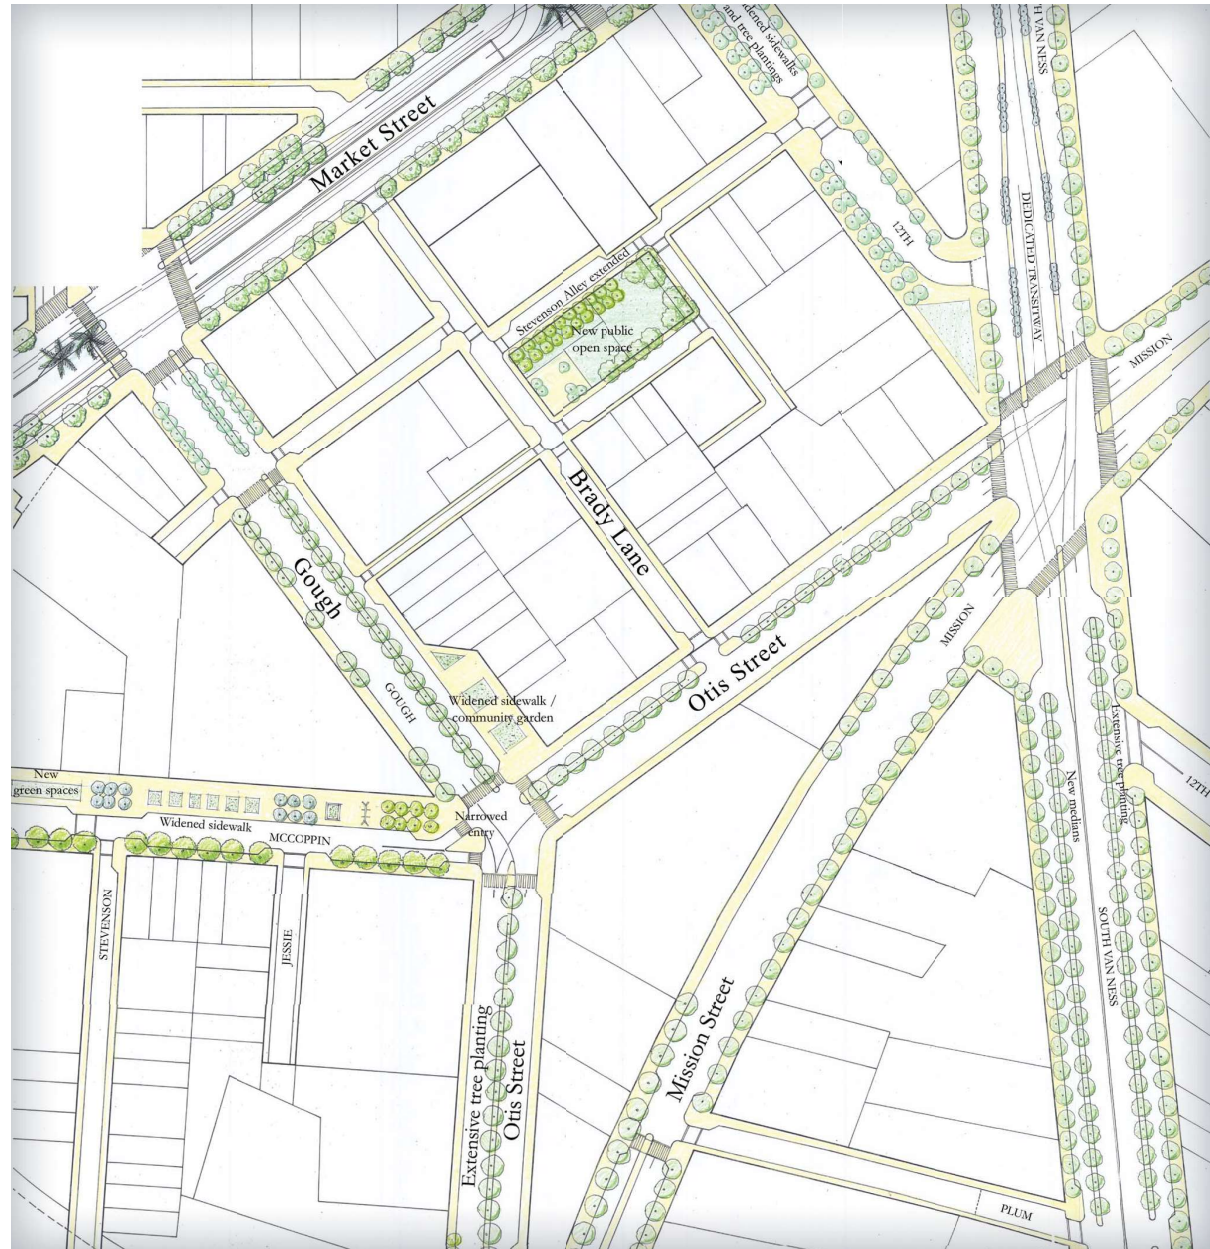 widened sidewalks
and tree plantings
SOUTH VAN NESS
Market Street
12TH
DEDICATED TRANSITWAY
Stevenson Alley extended
New public
open space
MISSION
Brady Lane
Gough
GOUGH
MISSION
Otis Street
Widened sidewalk /
community garden
New
green spaces
Widened sidewalk
MCCCPPIN
Narrowed
entry
Extensive tree planting
New medians
12TH
STEVENSON
JESSIE
SOUTH VAN NESS
Mission Street
Extensive tree planting
Otis Street
PLUM